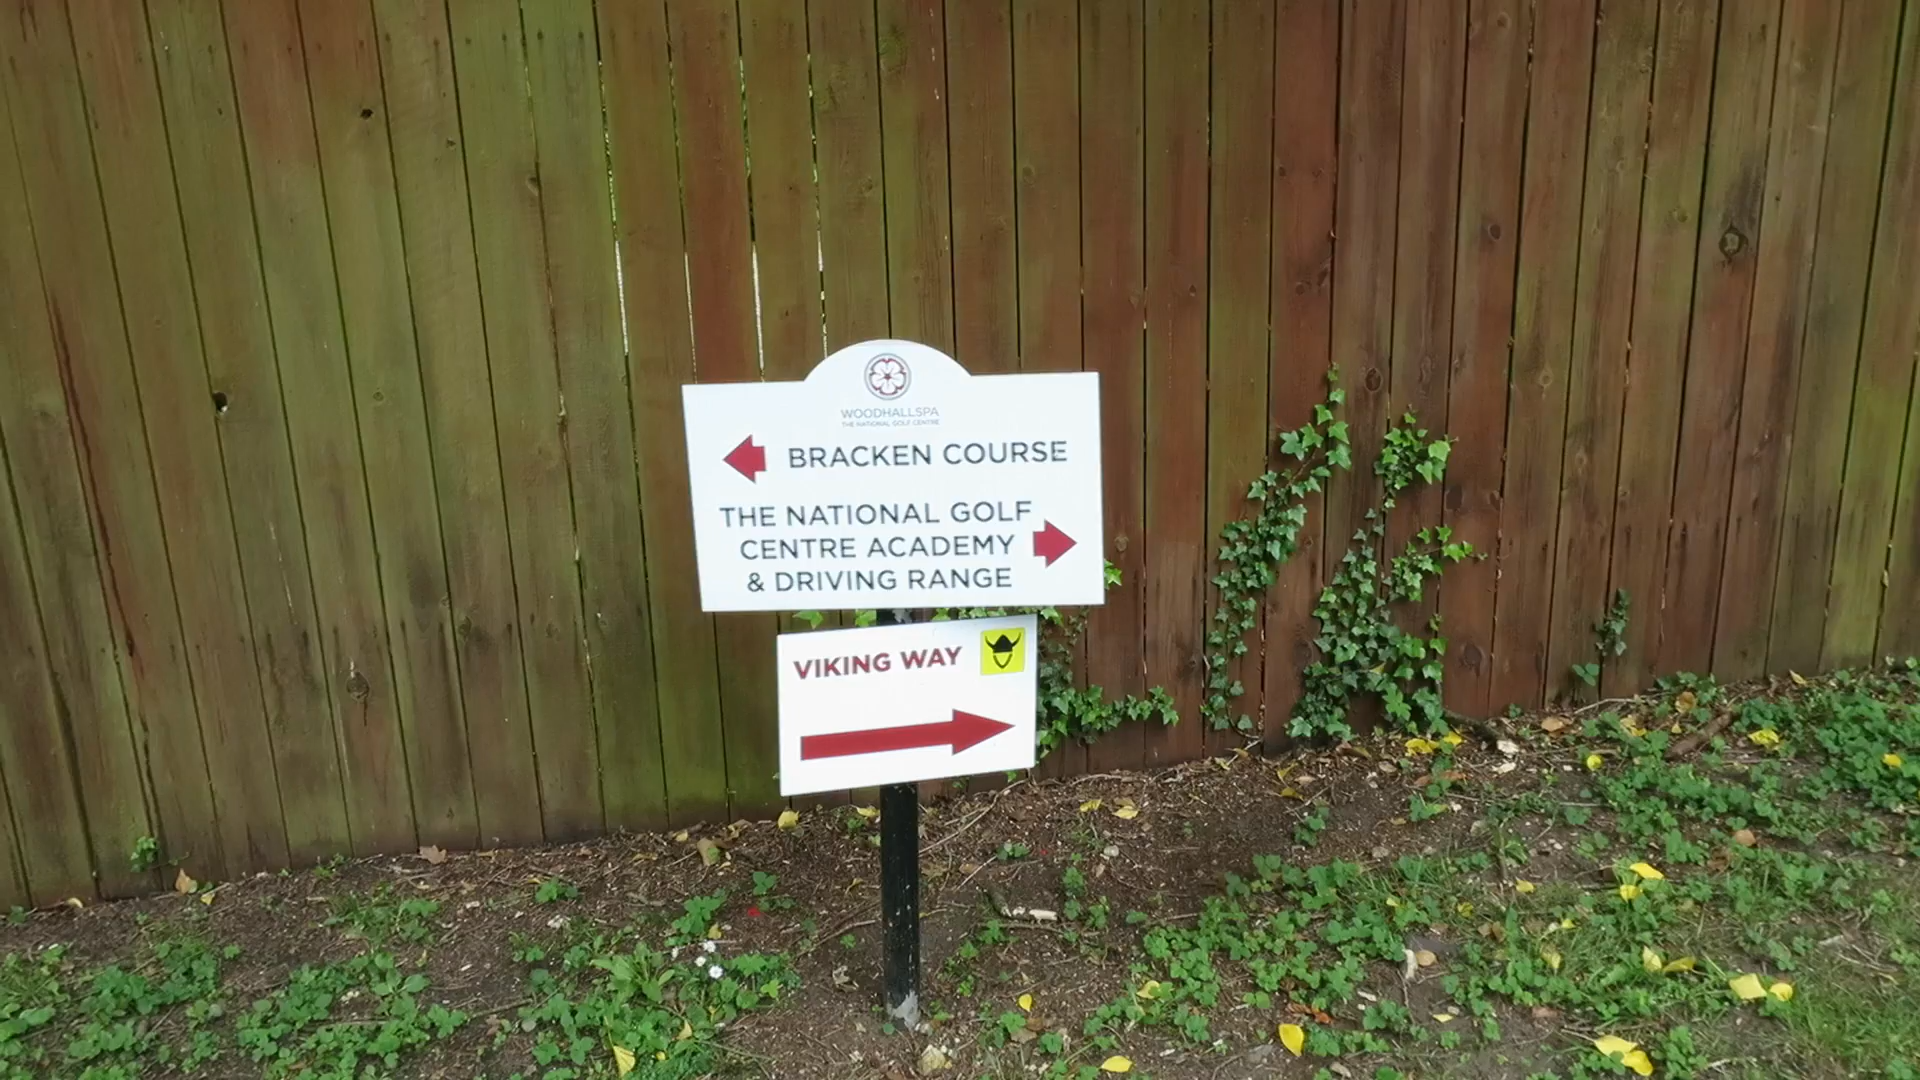 WOODHALLSPA
THE NATIONAL GOLF CENTRE
BRACKEN COURSE
THE NATIONAL GOLF
CENTRE ACADEMY
& DRIVING RANGE
VIKING WAY